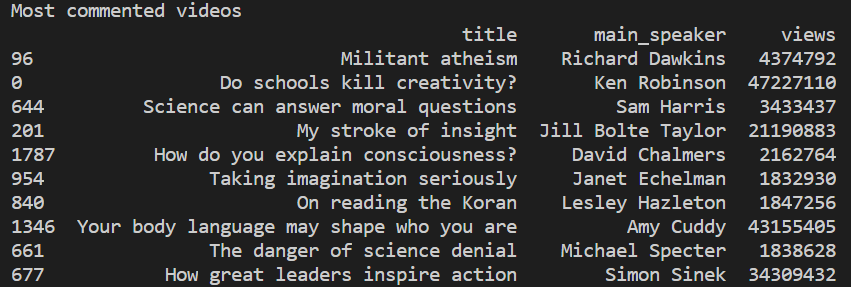 Most commented videos
title main_speaker views
96 Militant atheism Richard Dawkins 4374792
0 Do schools kill creativity? Ken Robinson 47227110
644 Science can answer moral questions Sam Harris 3433437
201 My stroke of insight Jill Bolte Taylor 21190883
1787 How do you explain consciousness? David Chalmers 2162764
954 Taking imagination seriously Janet Echelman 1832930
840 On reading the Koran Lesley Hazleton 1847256
1346 Your body language may shape who you are Amy Cuddy 43155405
661 The danger of science denial Michael Specter 1838628
677 How great leaders inspire action Simon Sinek 34309432